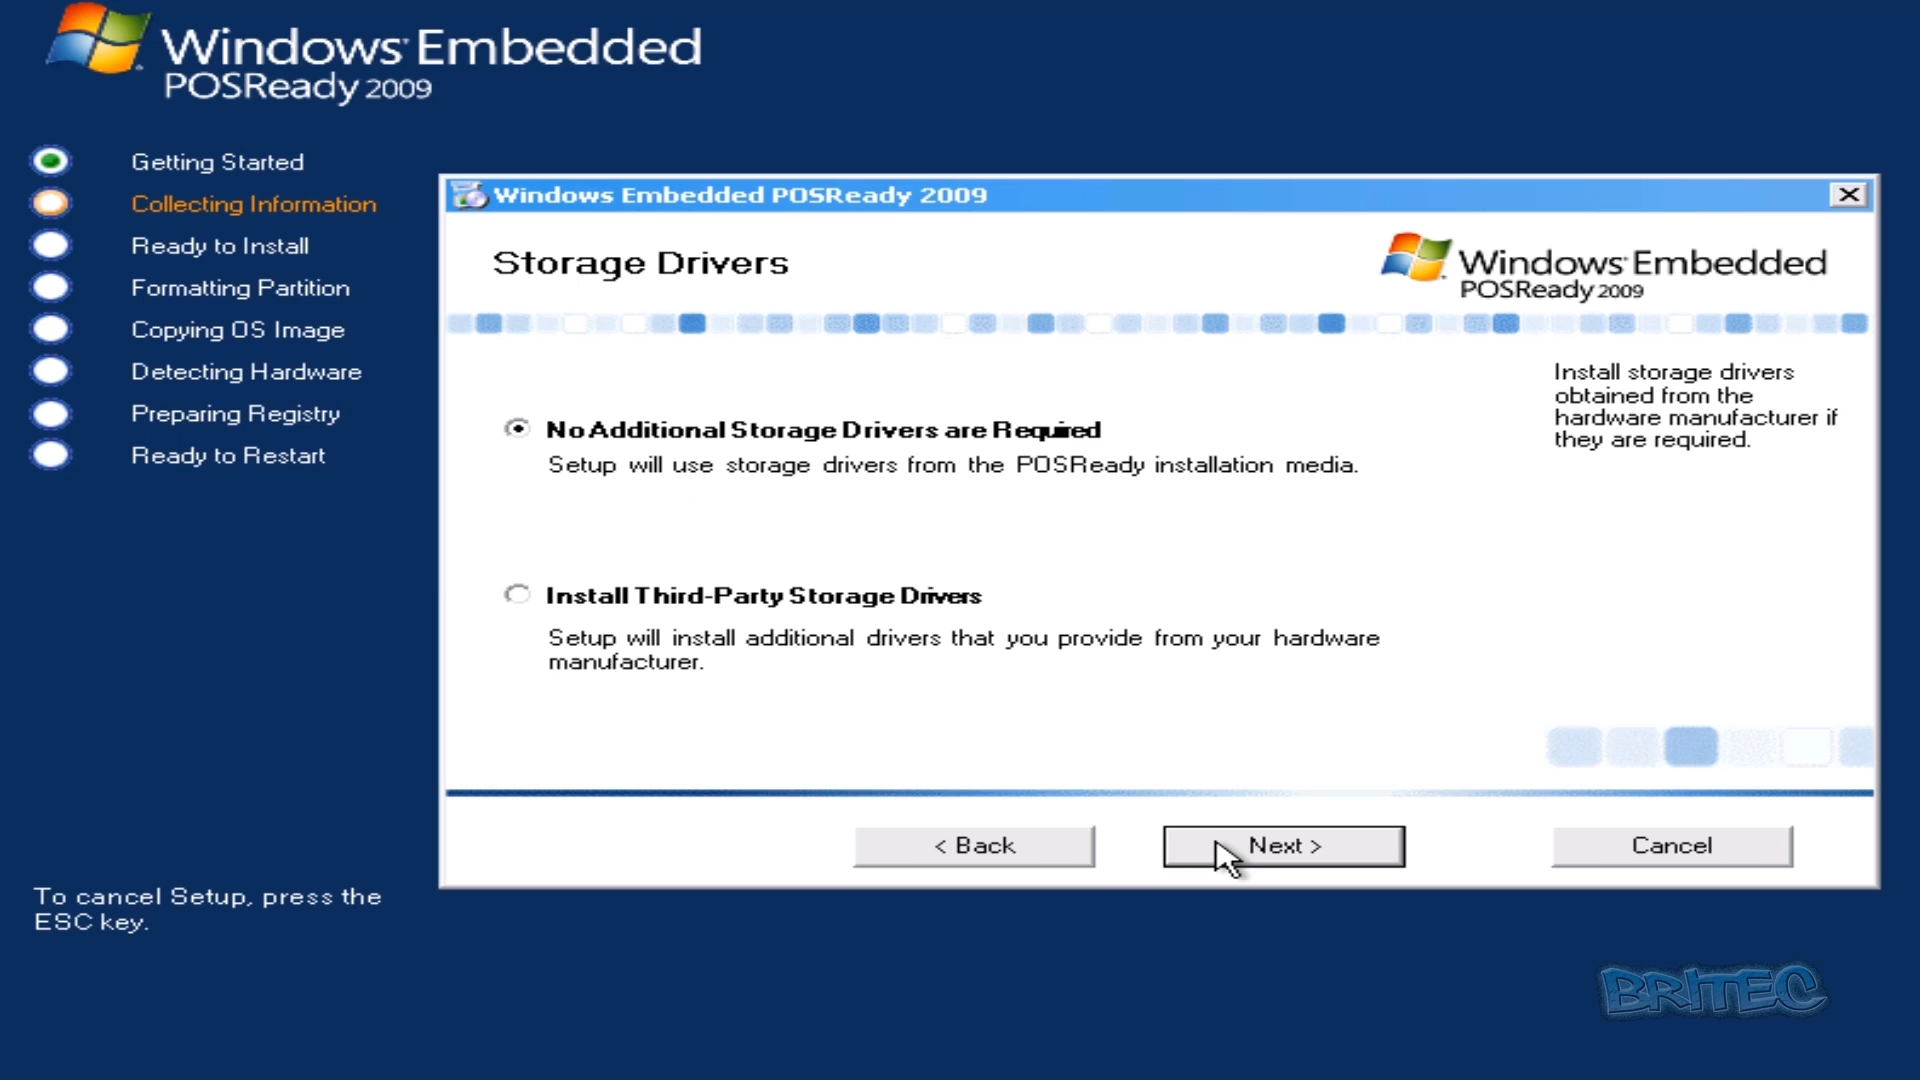 Windows Embedded
POSReady 2009
Getting Started
Collecting Information
Ready to Install
Formatting Partition
Copying OS Image
Detecting Hardware
Preparing Registry
Ready to Restart
To cancel Setup, press the
ESC key.
Windows Embedded POSReady 2009
Storage Drivers
Windows Embedded
POSReady 2009
No Additional Storage Drivers are Required
Setup will use storage drivers from the POSReady installation media.
Install Third-Party Storage Drivers
Setup will install additional drivers that you provide from your hardware
manufacturer.
Install storage drivers
obtained from the
hardware manufacturer if
they are required.
< Back
Next >
Cancel
BRITEC